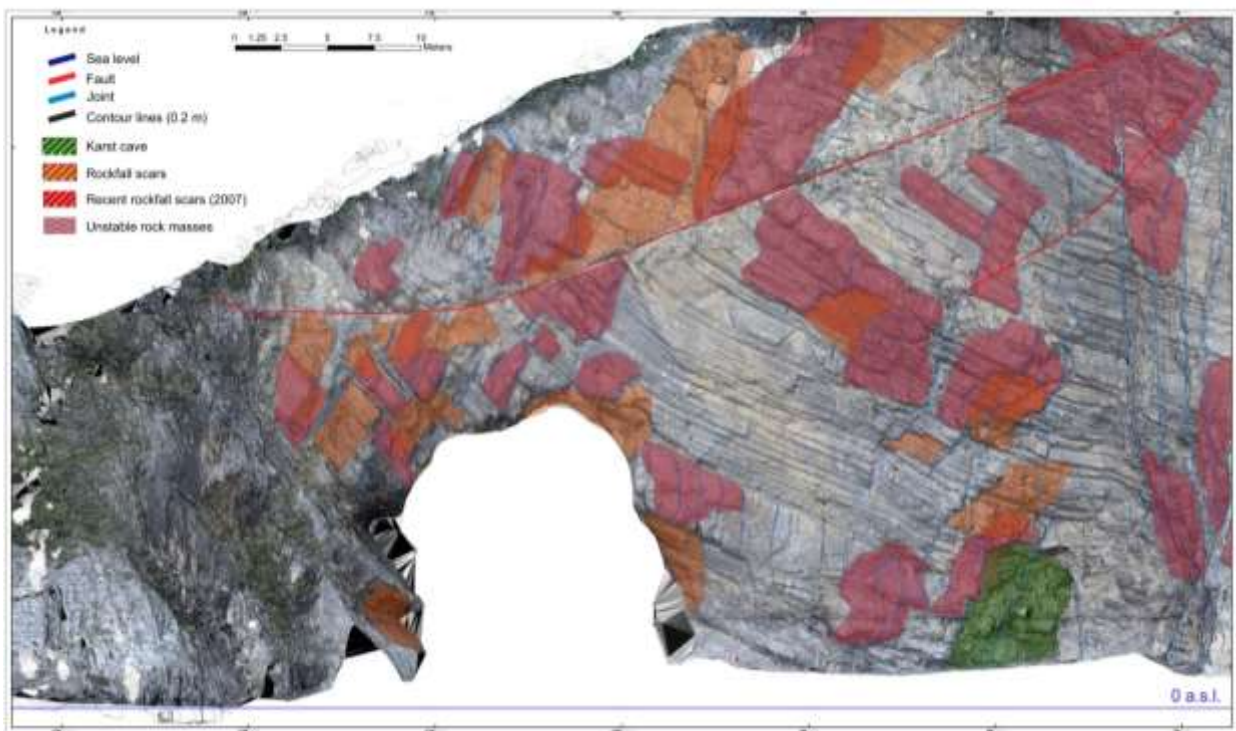 Legend
0 1.25 2.5 5 7.5 10
Meters
Sea level
Fault
Joint
Contour lines (0.2 m)
Karst cave
Rockfall scars
Recent rockfall scars (2007)
Unstable rock masses
0 a.s.l.